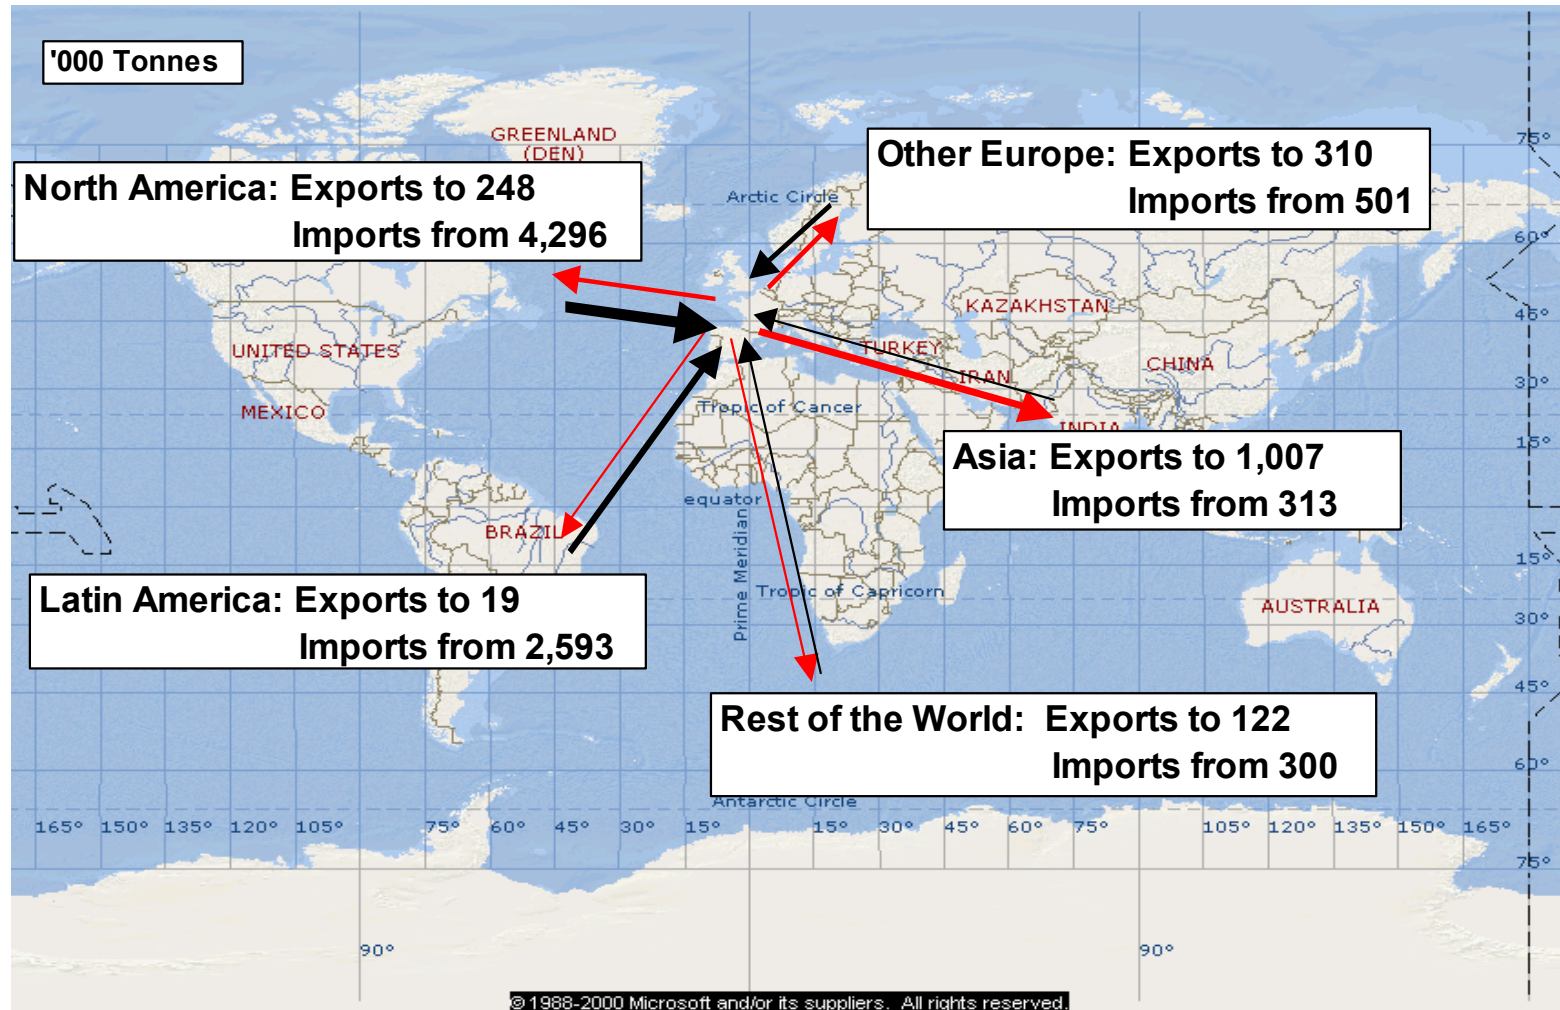 '000 Tonnes
GREENLAND
(DEN)
75°
Other Europe: Exports to 310
Imports from 501
North America: Exports to 248
Imports from 4,296
Arctic Circle
60°
KAZAKHSTAN
45°
UNITED STATES
TURKEY
CHINA
IRAN
30°
MEXICO
Tropic of Cancer
INDIA
15°
Asia: Exports to 1,007
Imports from 313
equator
BRAZIL
Prime Meridian
15°
Latin America: Exports to 19
Imports from 2,593
Tropic of Capricorn
AUSTRALIA
30°
45°
Rest of the World: Exports to 122
Imports from 300
60°
Antarctic Circle
165° 150° 135° 120° 105° 75° 60° 45° 30° 15° 15° 30° 45° 60° 75° 105° 120° 135° 150° 165°
75°
90° 90°
© 1988-2000 Microsoft and/or its suppliers. All rights reserved.